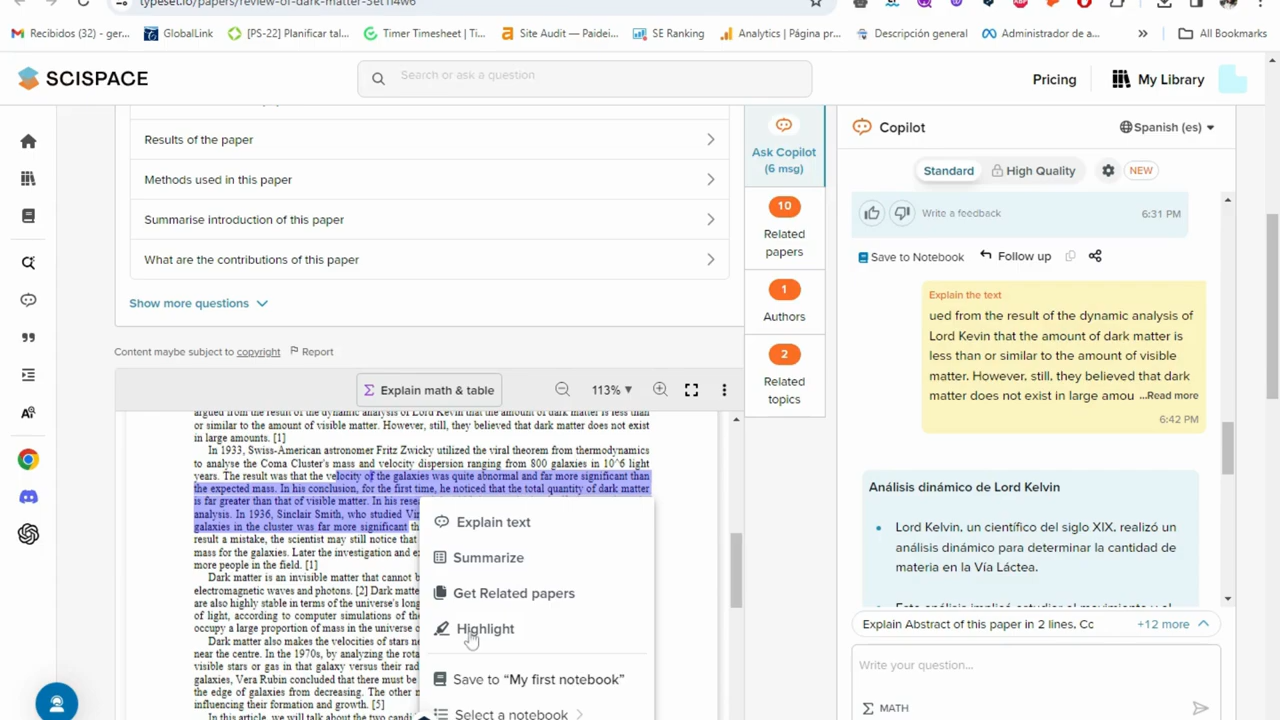 typeset.io/papers/review-of-dark-matter-
Recibidos (32) - ger...
GlobalLink
[PS-22] Planificar tal...
Timer Timesheet | Ti...
Site Audit — Paidei...
SE Ranking
Analytics | Página pr...
Descripción general
Administrador de a...
»
All Bookmarks
SCISPACE
Search or ask a question
Pricing
My Library
Results of the paper
Methods used in this paper
Summarise introduction of this paper
What are the contributions of this paper
Show more questions
Content maybe subject to copyright
Report
Explain math & table
113%
argued from the result of the dynamic analysis of Lord Kevin that the amount of dark matter is less than
or similar to the amount of visible matter. However, still, they believed that dark matter does not exist
in large amounts. [1]
In 1933, Swiss-American astronomer Fritz Zwicky utilized the viral theorem from thermodynamics
to analyse the Coma Cluster's mass and velocity dispersion ranging from 800 galaxies in 10^6 light
years. The result was that the velocity of the galaxies was quite abnormal and far more significant than
the expected mass. In his conclusion, for the first time, he noticed that the total quantity of dark matter
is far greater than that of visible matter. In his
analysis. In 1936, Sinclair Smith, who studied
galaxies in the cluster was far more significant
result a mistake, the scientist may still notice that
mass for the galaxies. Later the investigation and
more people in the field. [1]
Dark matter is an invisible matter that cannot
electromagnetic waves and photons. [2] Dark
are also highly stable in terms of the universe's
of light, according to computer simulations of
occupy a large proportion of mass in the universe
Dark matter also makes the velocities of stars
near the centre. In the 1970s, by analyzing the
visible stars or gas in that galaxy versus their
galaxies, Vera Rubin concluded that there must
the edge of galaxies from decreasing. The other
influencing their formation and growth. [5]
In this article, we will talk about the two
Explain text
Summarize
Get Related papers
Highlight
Save to “My first notebook”
Select a notebook
Ask Copilot
(6 msg)
10
Related
papers
1
Authors
2
Related
topics
Copilot
Spanish (es)
Standard
High Quality
NEW
Write a feedback
6:31 PM
Save to Notebook
Follow up
Explain the text
ued from the result of the dynamic analysis of
Lord Kevin that the amount of dark matter is
less than or similar to the amount of visible
matter. However, still, they believed that dark
matter does not exist in large amou ...Read more
6:42 PM
Análisis dinámico de Lord Kelvin
Lord Kelvin, un científico del siglo XIX, realizó un
análisis dinámico para determinar la cantidad de
materia en la Vía Láctea.
Este análisis implicó estudiar el movimiento y el
Explain Abstract of this paper in 2 lines. Cc
+12 more
Write your question...
MATH